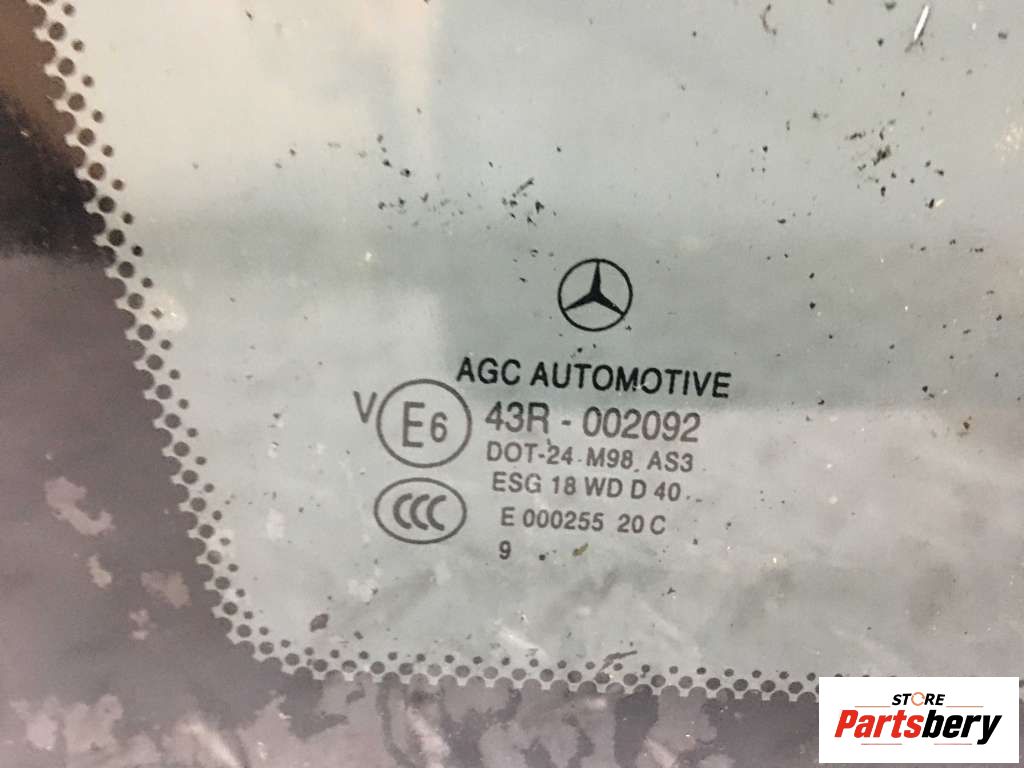 AGC AUTOMOTIVE
V E6 43R - 002092
DOT-24 M98 AS3
ESG 18 WD D 40
CCC E 000255 20 C
9
STORE
Partsbery